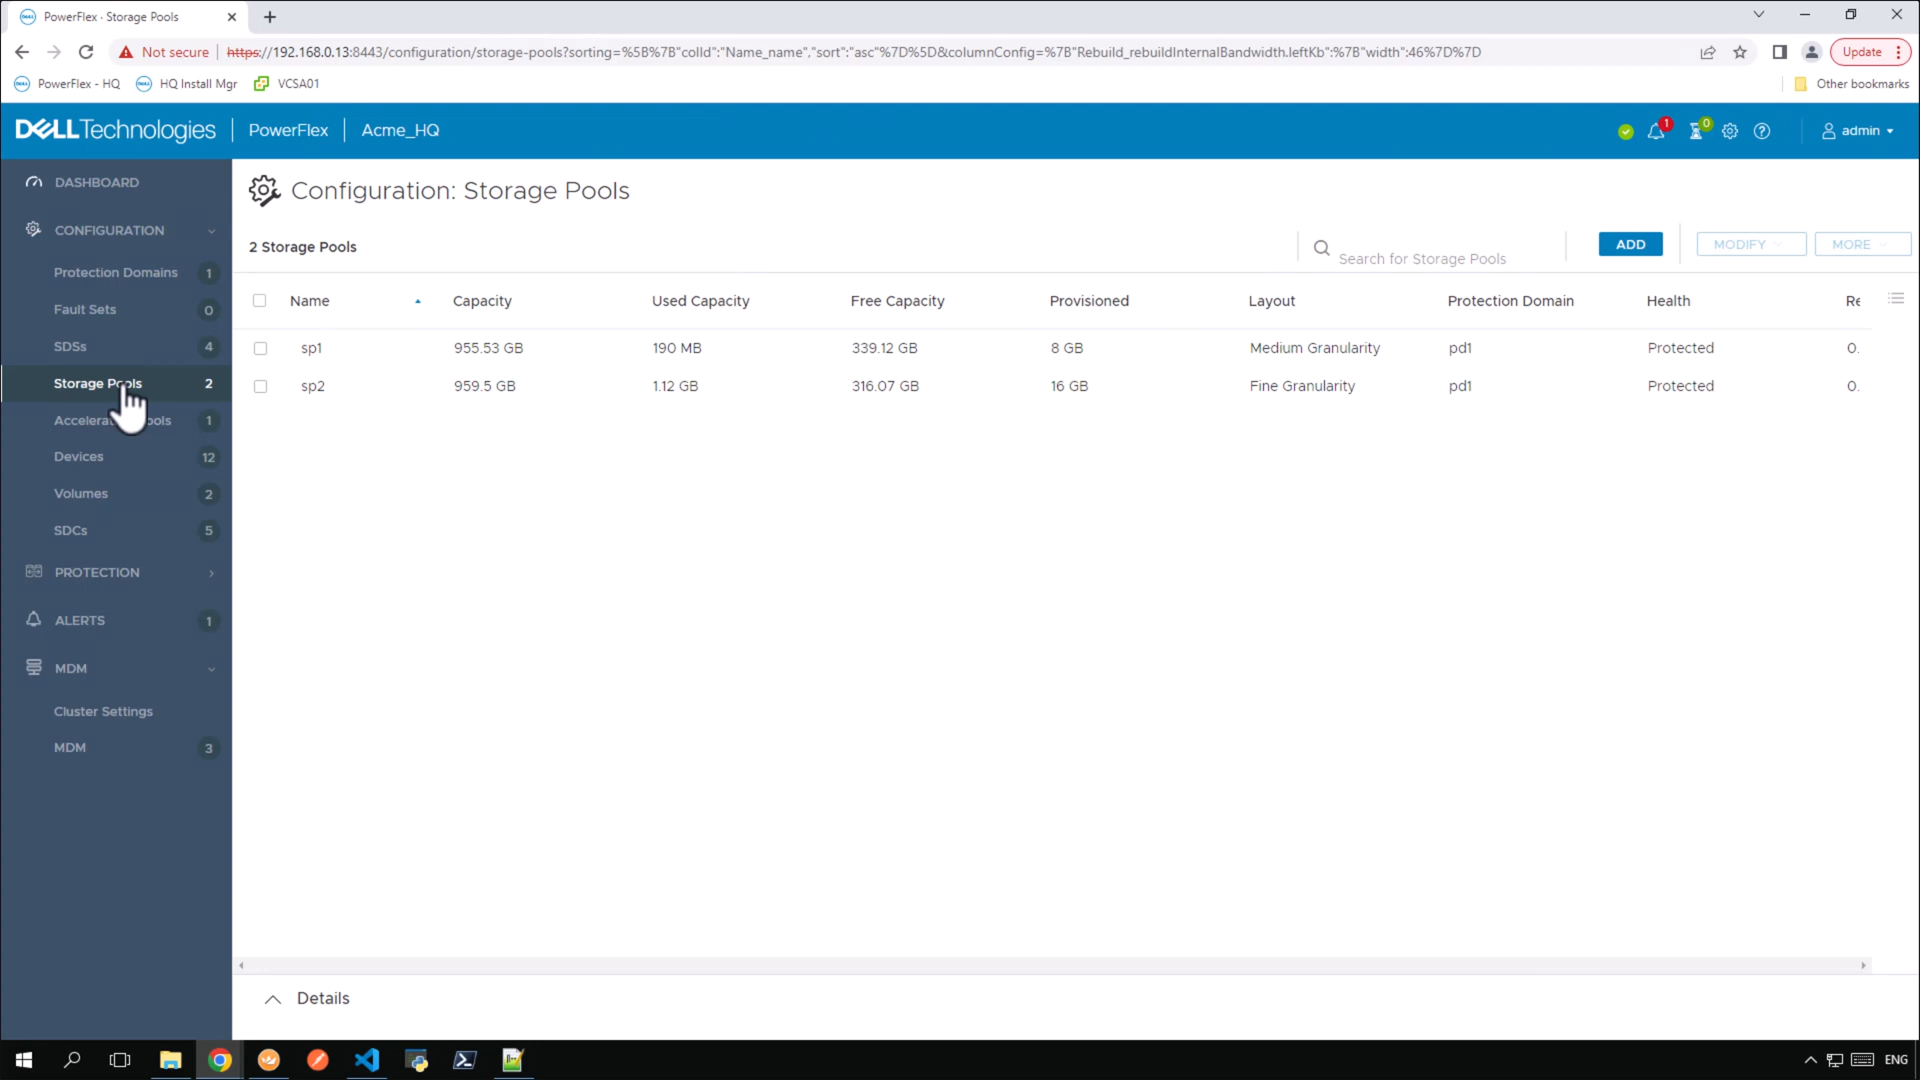 PowerFlex - Storage Pools
Not secure
https://192.168.0.13:8443/configuration/storage-pools?sorting=%5B%7B"colId":"Name_name","sort":"asc"%7D%5D&columnConfig=%7B"Rebuild_rebuildInternalBandwidth.leftKb":%7B"width":46%7D%7D
Update
PowerFlex - HQ
HQ Install Mgr
VCSA01
Other bookmarks
DELLTechnologies
PowerFlex
Acme_HQ
1
0
admin
DASHBOARD
CONFIGURATION
Protection Domains 1
Fault Sets 0
SDSs 4
Storage Pools 2
1
Devices 12
Volumes 2
SDCs 5
PROTECTION
ALERTS 1
MDM
Cluster Settings
MDM 3
Configuration: Storage Pools
2 Storage Pools
Search for Storage Pools
ADD
MODIFY
MORE
Name Capacity Used Capacity Free Capacity Provisioned Layout Protection Domain Health Re
sp1 955.53 GB 190 MB 339.12 GB 8 GB Medium Granularity pd1 Protected 0.
sp2 959.5 GB 1.12 GB 316.07 GB 16 GB Fine Granularity pd1 Protected 0.
Details
ENG